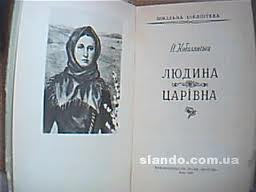 ШКІЛЬНА БІБЛІОТЕКА
О. Кобилянська
ЛЮДИНА
ЦАРІВНА
slando.com.ua